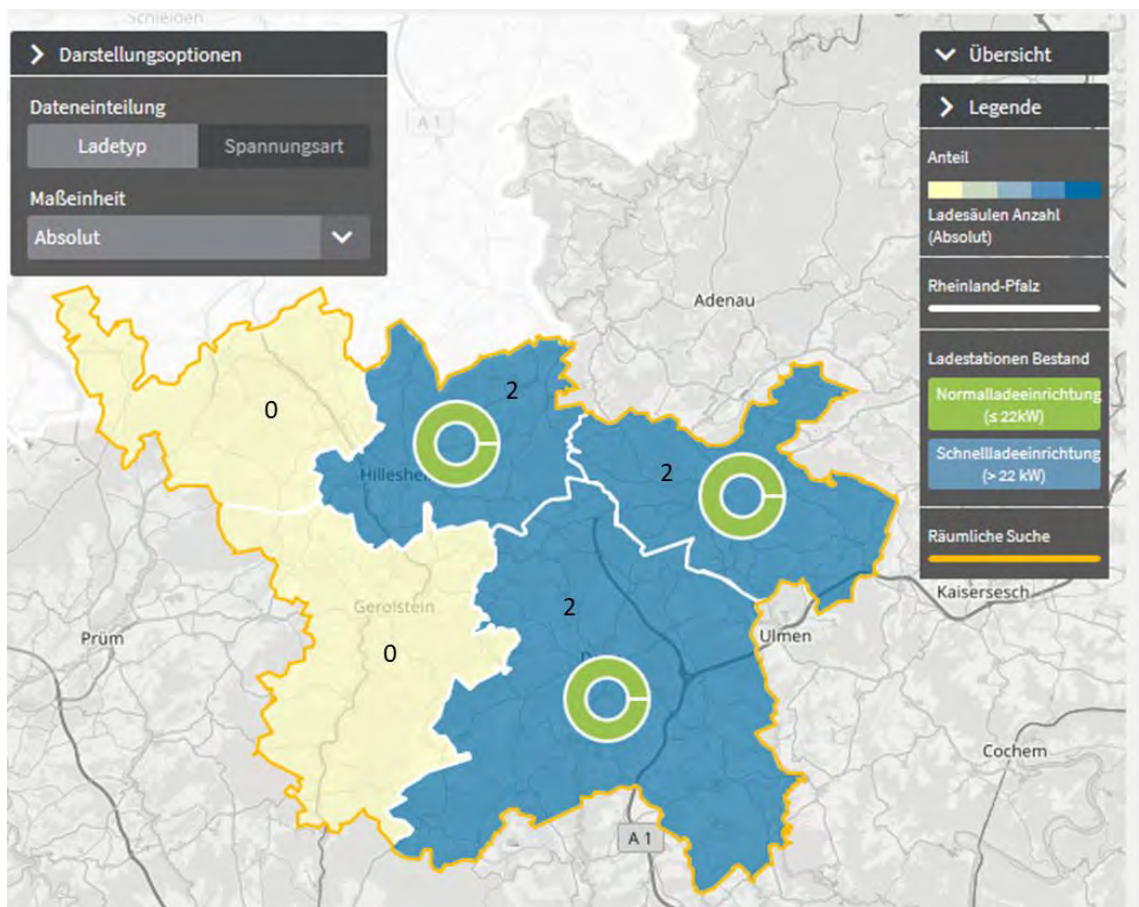 Schleiden
Darstellungsoptionen
Dateneinteilung
Ladetyp
Spannungsart
Maßeinheit
Absolut
A 1
Übersicht
Legende
Anteil
Ladesäulen Anzahl
(Absolut)
Rheinland-Pfalz
Ladestationen Bestand
Normalladeeinrichtung
(≤ 22kW)
Schnellladeeinrichtung
(> 22 kW)
Räumliche Suche
Adenau
0
2
2
Kaisersesch
Gerolstein
2
Prüm
0
Ulmen
Cochem
A 1